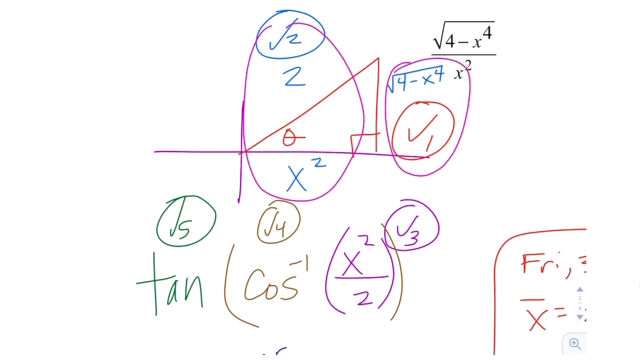 √2
√(4 − x⁴) / x²
2
√(4 − x⁴)
√1
θ
x²
√5 √4 √3
tan (cos⁻¹ (x²/2))
Fri,
x̄ =